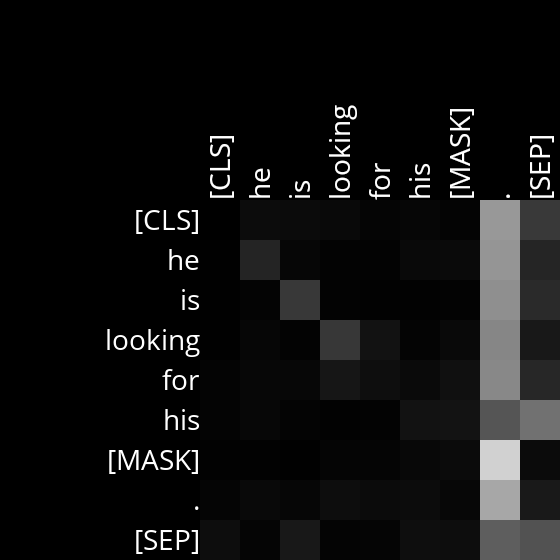 [CLS] he is looking for his [MASK] . [SEP]
[CLS]
he
is
looking
for
his
[MASK]
.
[SEP]